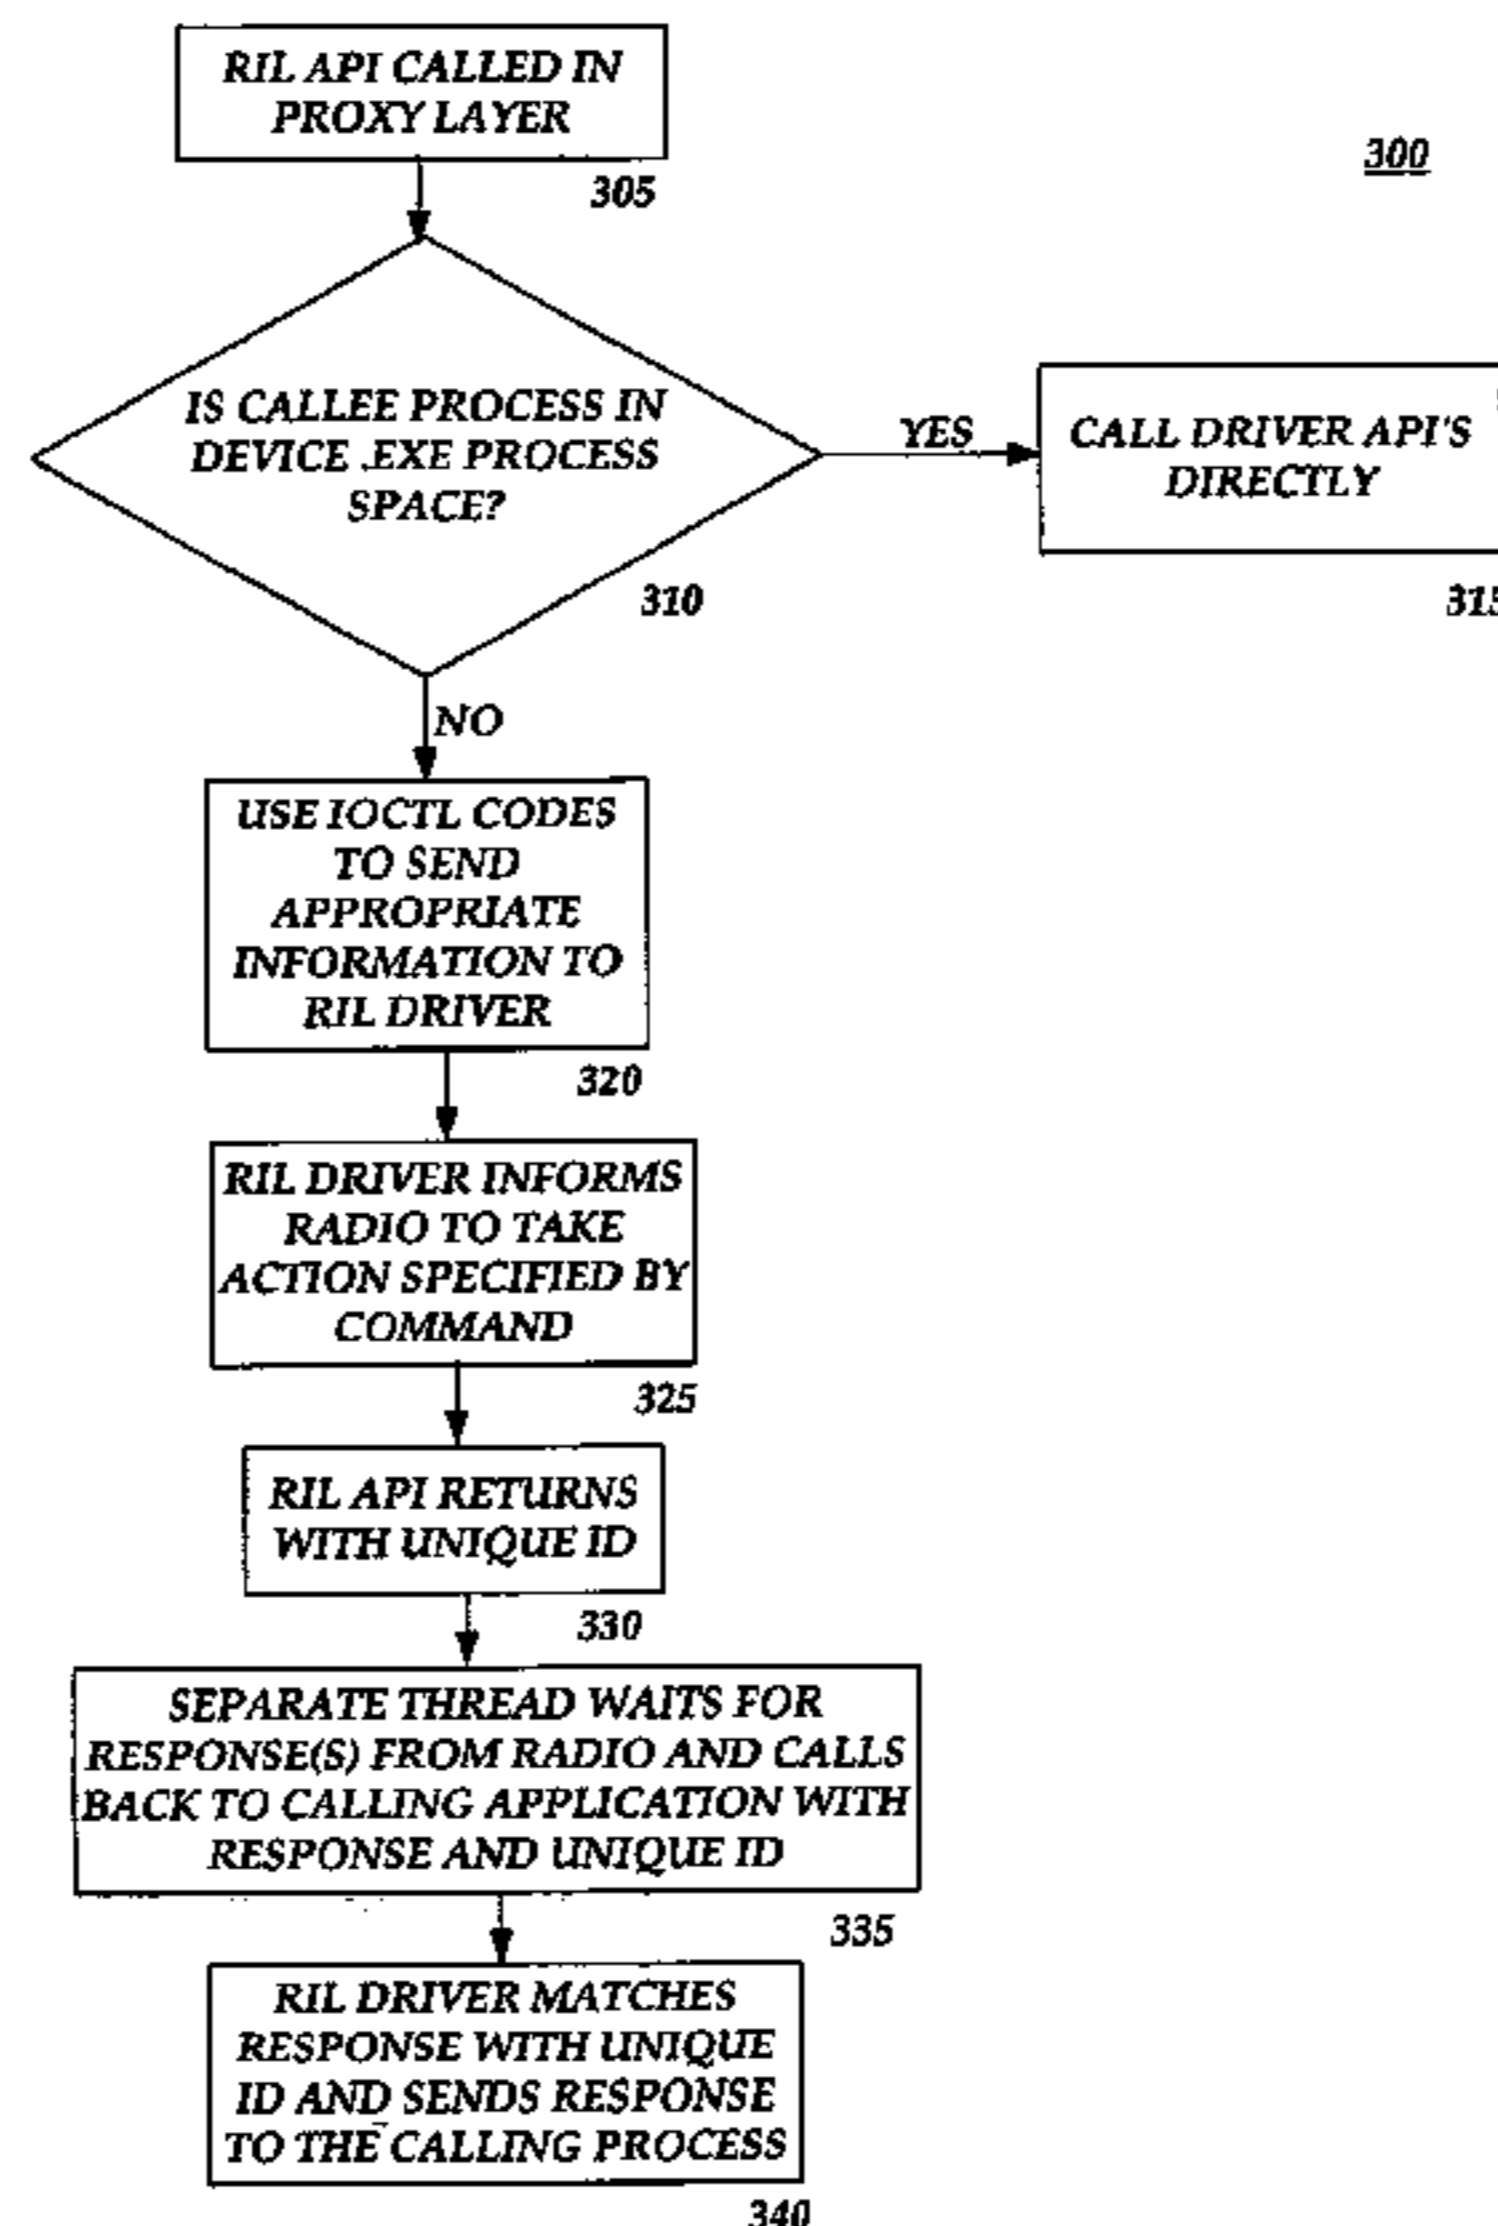 RIL API CALLED IN
PROXY LAYER
305
300
IS CALLEE PROCESS IN
DEVICE .EXE PROCESS
SPACE?
310
YES
CALL DRIVER API'S
DIRECTLY
315
NO
USE IOCTL CODES
TO SEND
APPROPRIATE
INFORMATION TO
RIL DRIVER
320
RIL DRIVER INFORMS
RADIO TO TAKE
ACTION SPECIFIED BY
COMMAND
325
RIL API RETURNS
WITH UNIQUE ID
330
SEPARATE THREAD WAITS FOR
RESPONSE(S) FROM RADIO AND CALLS
BACK TO CALLING APPLICATION WITH
RESPONSE AND UNIQUE ID
335
RIL DRIVER MATCHES
RESPONSE WITH UNIQUE
ID AND SENDS RESPONSE
TO THE CALLING PROCESS
340